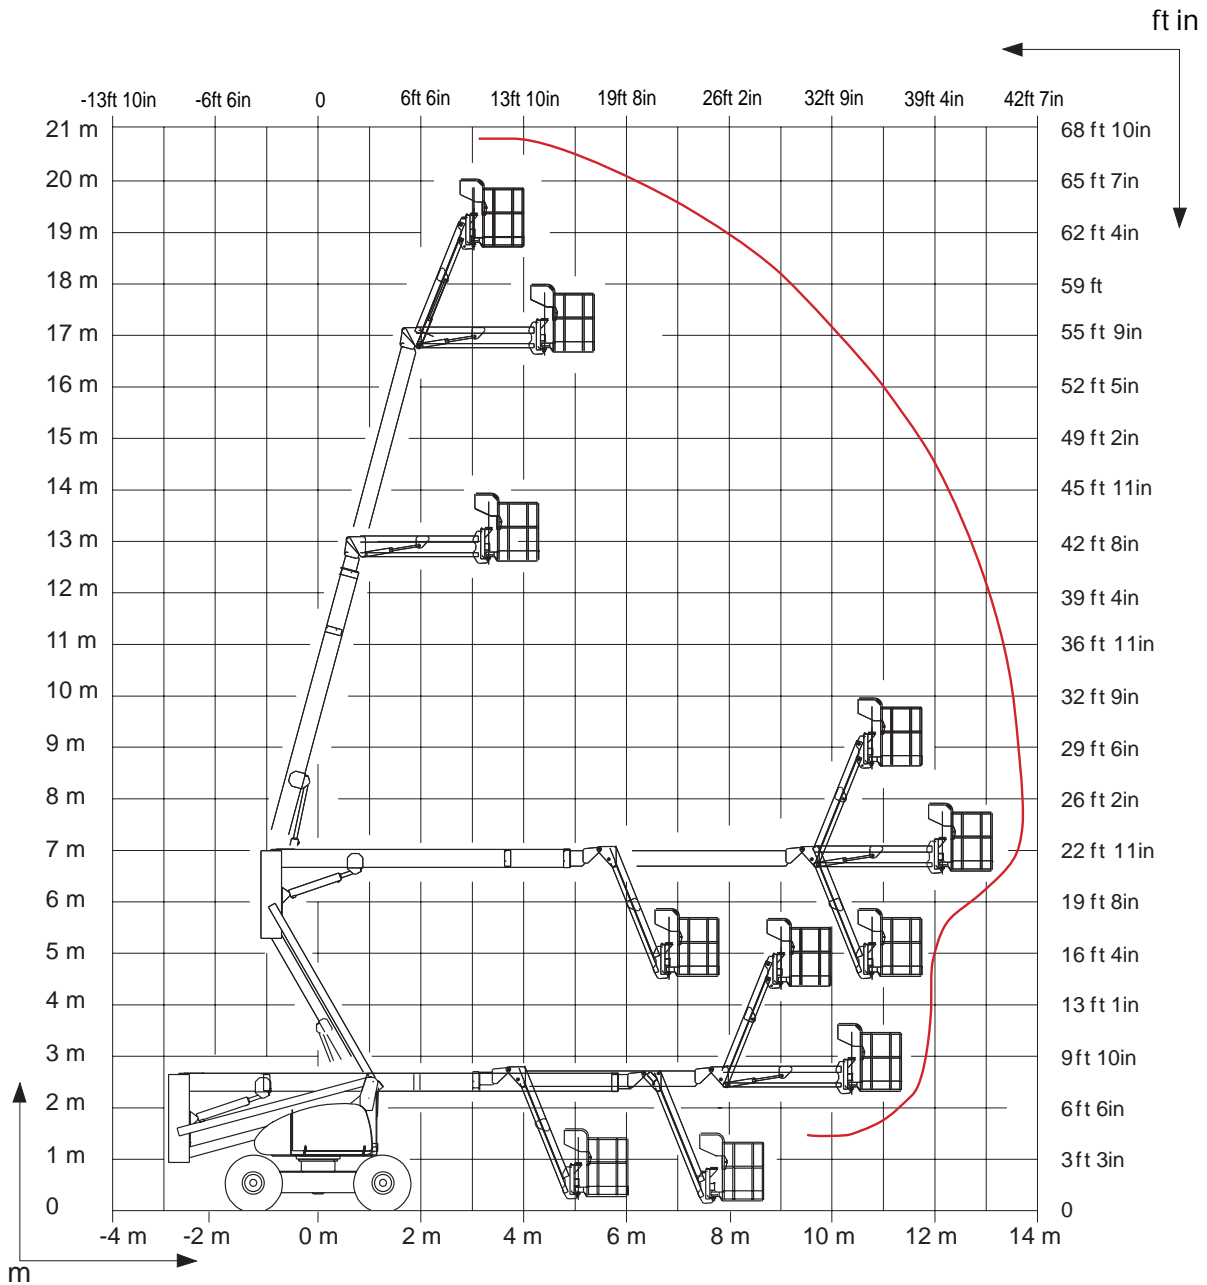 ft in
-13ft 10in -6ft 6in 0 6ft 6in 13ft 10in 19ft 8in 26ft 2in 32ft 9in 39ft 4in 42ft 7in
21 m 68 ft 10in
20 m 65 ft 7in
19 m 62 ft 4in
18 m 59 ft
17 m 55 ft 9in
16 m 52 ft 5in
15 m 49 ft 2in
14 m 45 ft 11in
13 m 42 ft 8in
12 m 39 ft 4in
11 m 36 ft 11in
10 m 32 ft 9in
9 m 29 ft 6in
8 m 26 ft 2in
7 m 22 ft 11in
6 m 19 ft 8in
5 m 16 ft 4in
4 m 13 ft 1in
3 m 9 ft 10in
2 m 6 ft 6in
1 m 3 ft 3in
0 0
-4 m -2 m 0 m 2 m 4 m 6 m 8 m 10 m 12 m 14 m
m